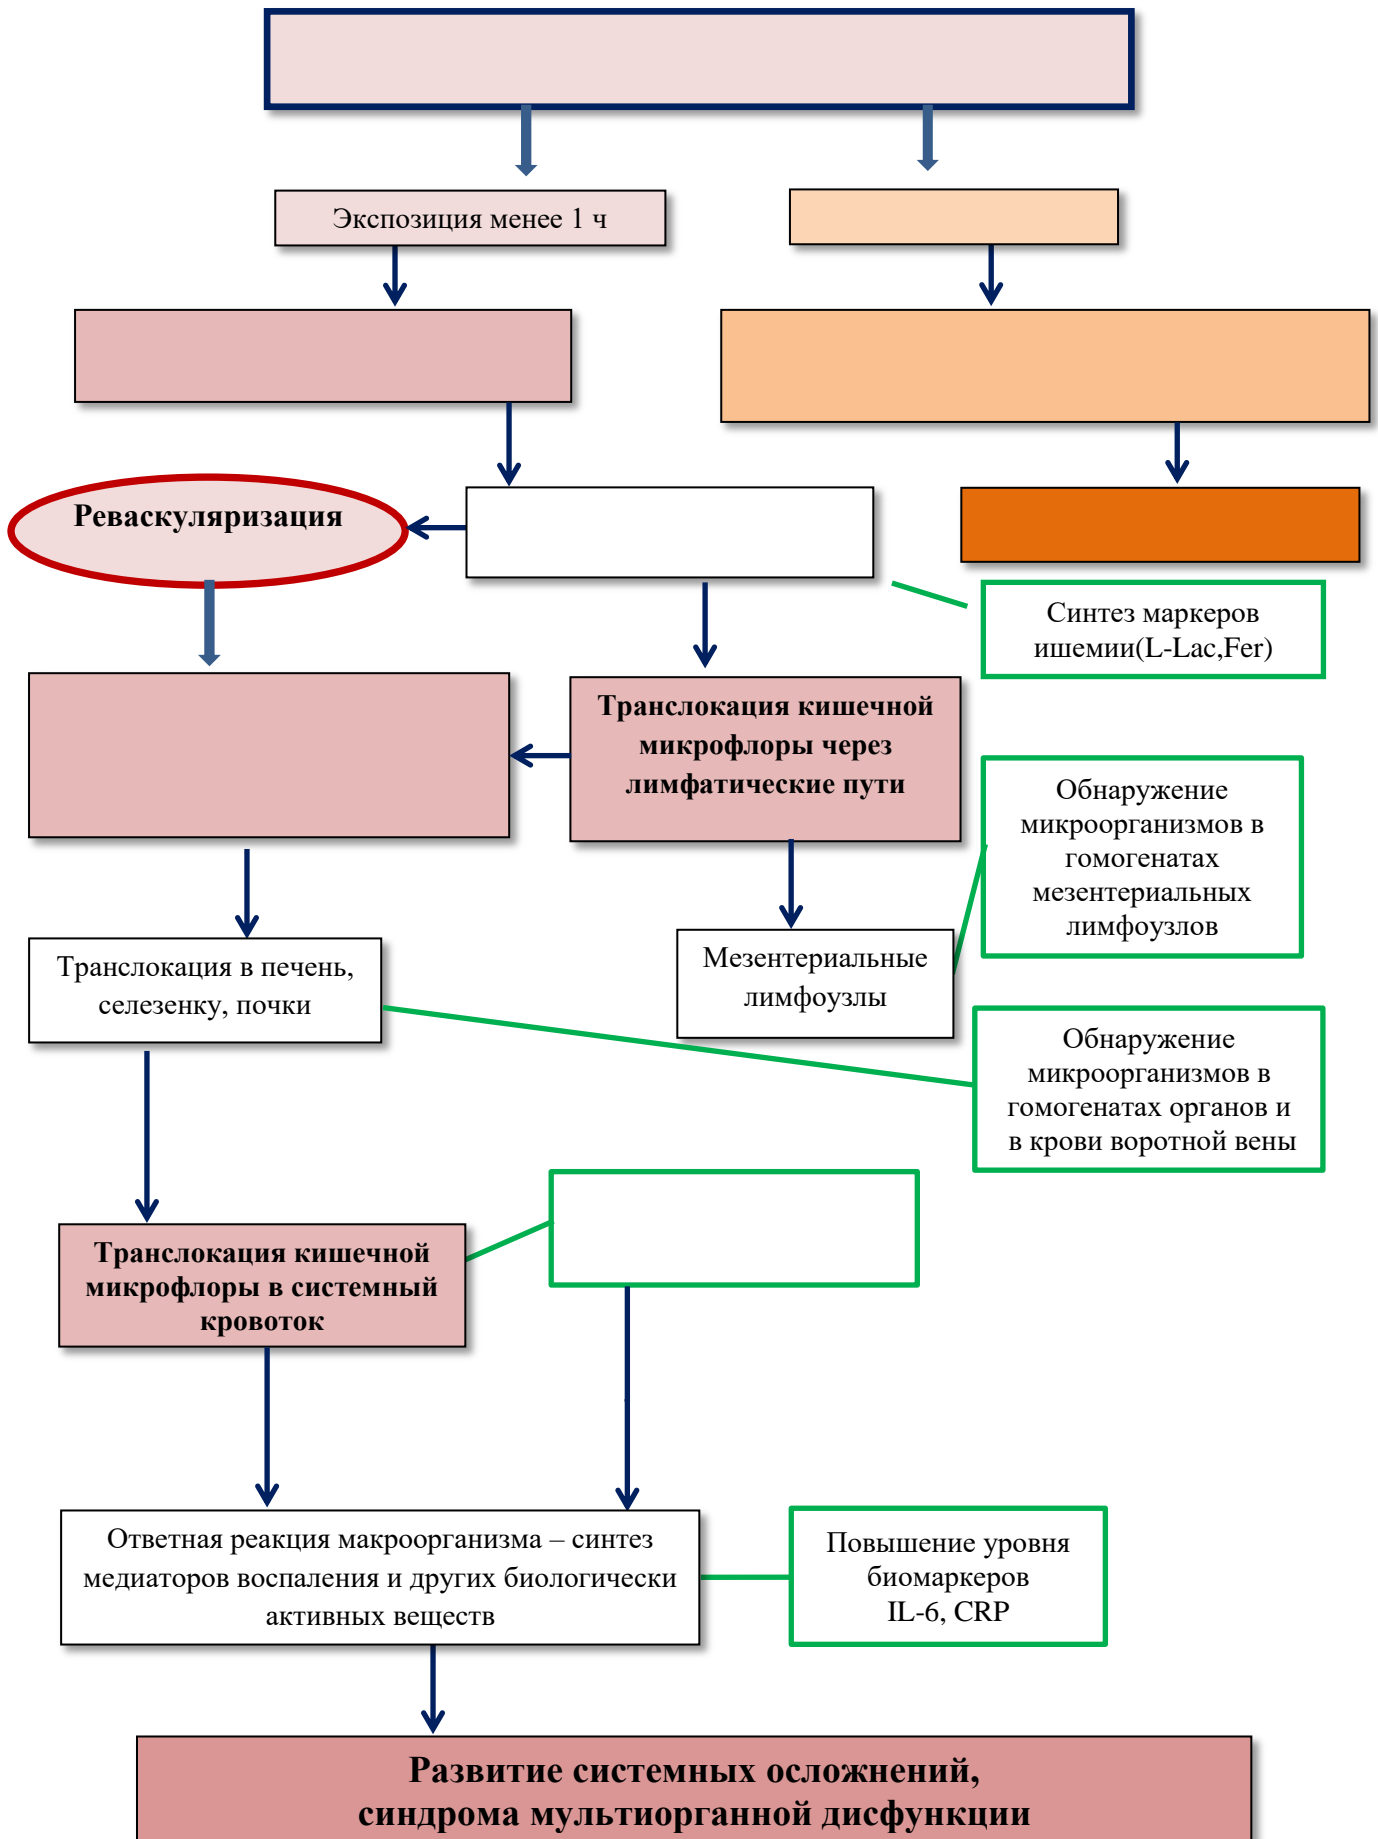 Экспозиция менее 1 ч
Реваскуляризация
Синтез маркеров
ишемии(L-Lac,Fer)
Транслокация кишечной
микрофлоры через
лимфатические пути
Обнаружение
микроорганизмов в
гомогенатах
мезентериальных
лимфоузлов
Транслокация в печень,
селезенку, почки
Мезентериальные
лимфоузлы
Обнаружение
микроорганизмов в
гомогенатах органов и
в крови воротной вены
Транслокация кишечной
микрофлоры в системный
кровоток
Ответная реакция макроорганизма – синтез
медиаторов воспаления и других биологически
активных веществ
Повышение уровня
биомаркеров
IL-6, CRP
Развитие системных осложнений,
синдрома мультиорганной дисфункции